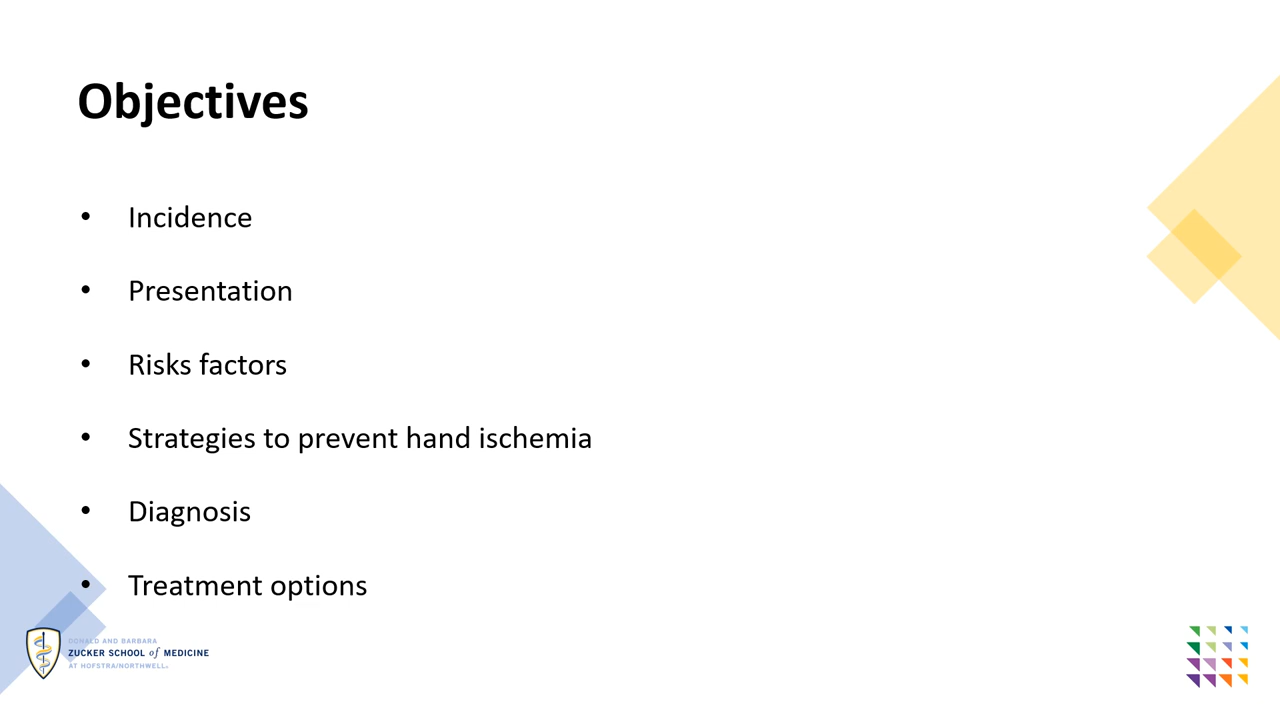 Objectives
• Incidence
• Presentation
• Risks factors
• Strategies to prevent hand ischemia
• Diagnosis
• Treatment options
DONALD AND BARBARA
ZUCKER SCHOOL of MEDICINE
AT HOFSTRA/NORTHWELL